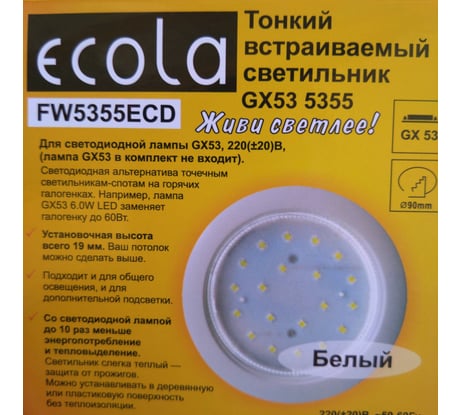 ecola
Тонкий
встраиваемый
светильник
GX53 5355
FW5355ECD
Живи светлее!
GX 53
Для светодиодной лампы GX53, 220(±20)В,
(лампа GX53 в комплект не входит).
Светодиодная альтернатива точечным
светильникам-спотам на горячих
галогенках. Например, лампа
GX53 6.0W LED заменяет
галогенку до 60Вт.
Ø90mm
✓ Установочная высота
всего 19 мм. Ваш потолок
можно сделать выше.
✓ Подходит и для общего
освещения, и для
дополнительной подсветки.
✓ Со светодиодной лампой
до 10 раз меньше
энергопотребление
и тепловыделение.
Светильник слегка теплый —
защита от прожигов.
Можно устанавливать в деревянную
или пластиковую поверхность
без теплоизоляции.
Белый